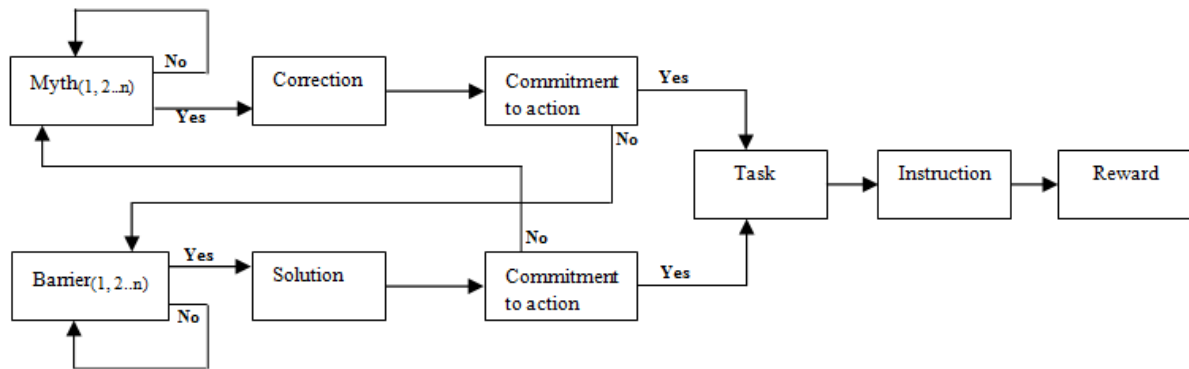 No
Myth(1, 2..n)
Yes
Correction
Commitment
to action
Yes
No
Task
Instruction
Reward
No
Barrier(1, 2..n)
Yes
No
Solution
Commitment
to action
Yes